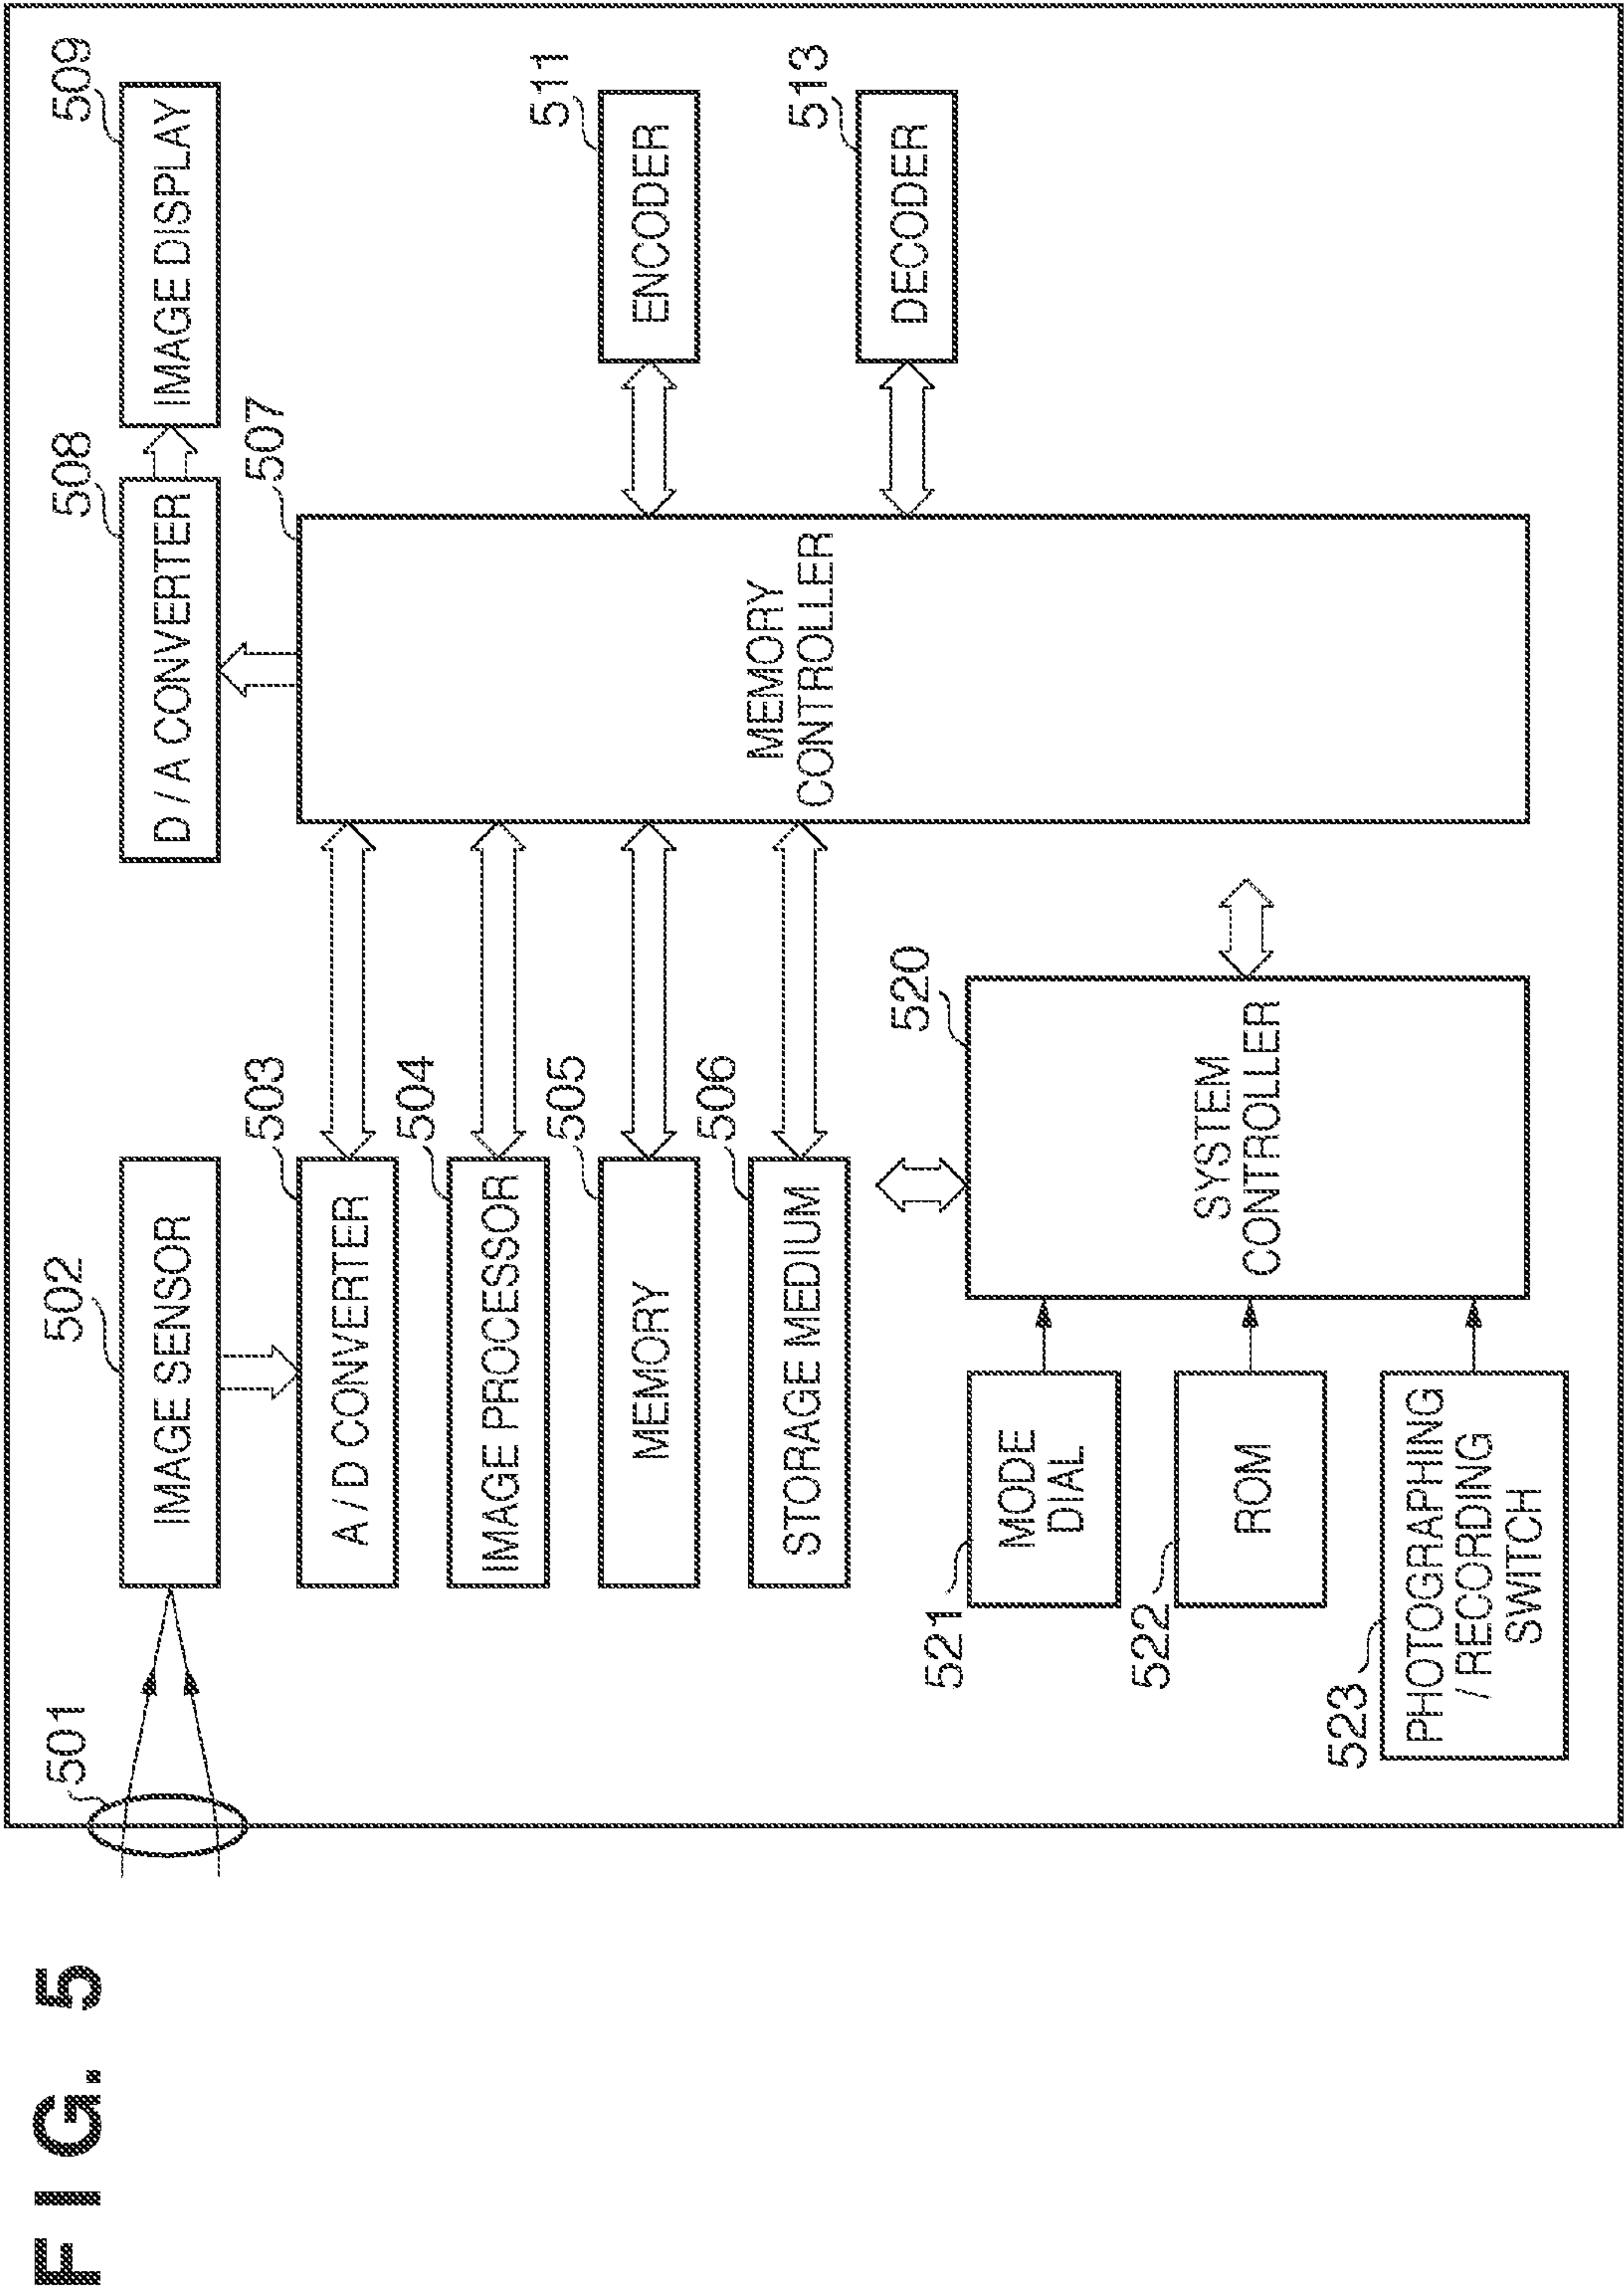 FIG. 5
501
502
IMAGE SENSOR
503
A / D CONVERTER
504
IMAGE PROCESSOR
505
MEMORY
506
STORAGE MEDIUM
507
MEMORY
CONTROLLER
508
D / A CONVERTER
509
IMAGE DISPLAY
511
ENCODER
513
DECODER
520
SYSTEM
CONTROLLER
521
MODE
DIAL
522
ROM
523
PHOTOGRAPHING
/ RECORDING
SWITCH